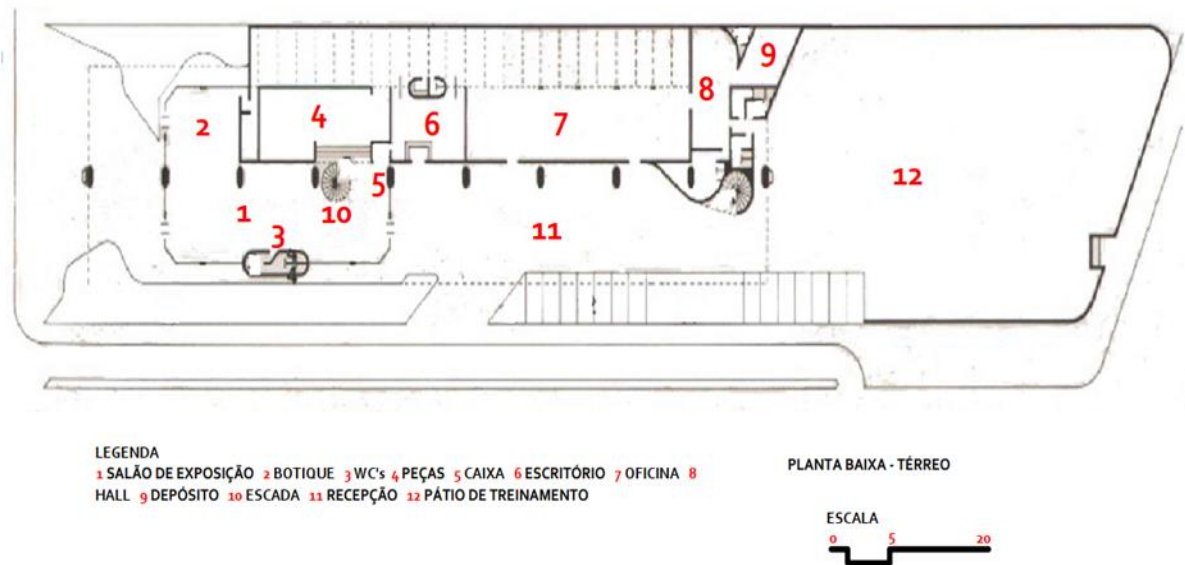 9
8
2
4
6
7
5
12
1
10
3
11
LEGENDA
1 SALÃO DE EXPOSIÇÃO 2 BOTIQUE 3 WC's 4 PEÇAS 5 CAIXA 6 ESCRITÓRIO 7 OFICINA 8
HALL 9 DEPÓSITO 10 ESCADA 11 RECEPÇÃO 12 PÁTIO DE TREINAMENTO
PLANTA BAIXA - TÉRREO
ESCALA
0 5 20